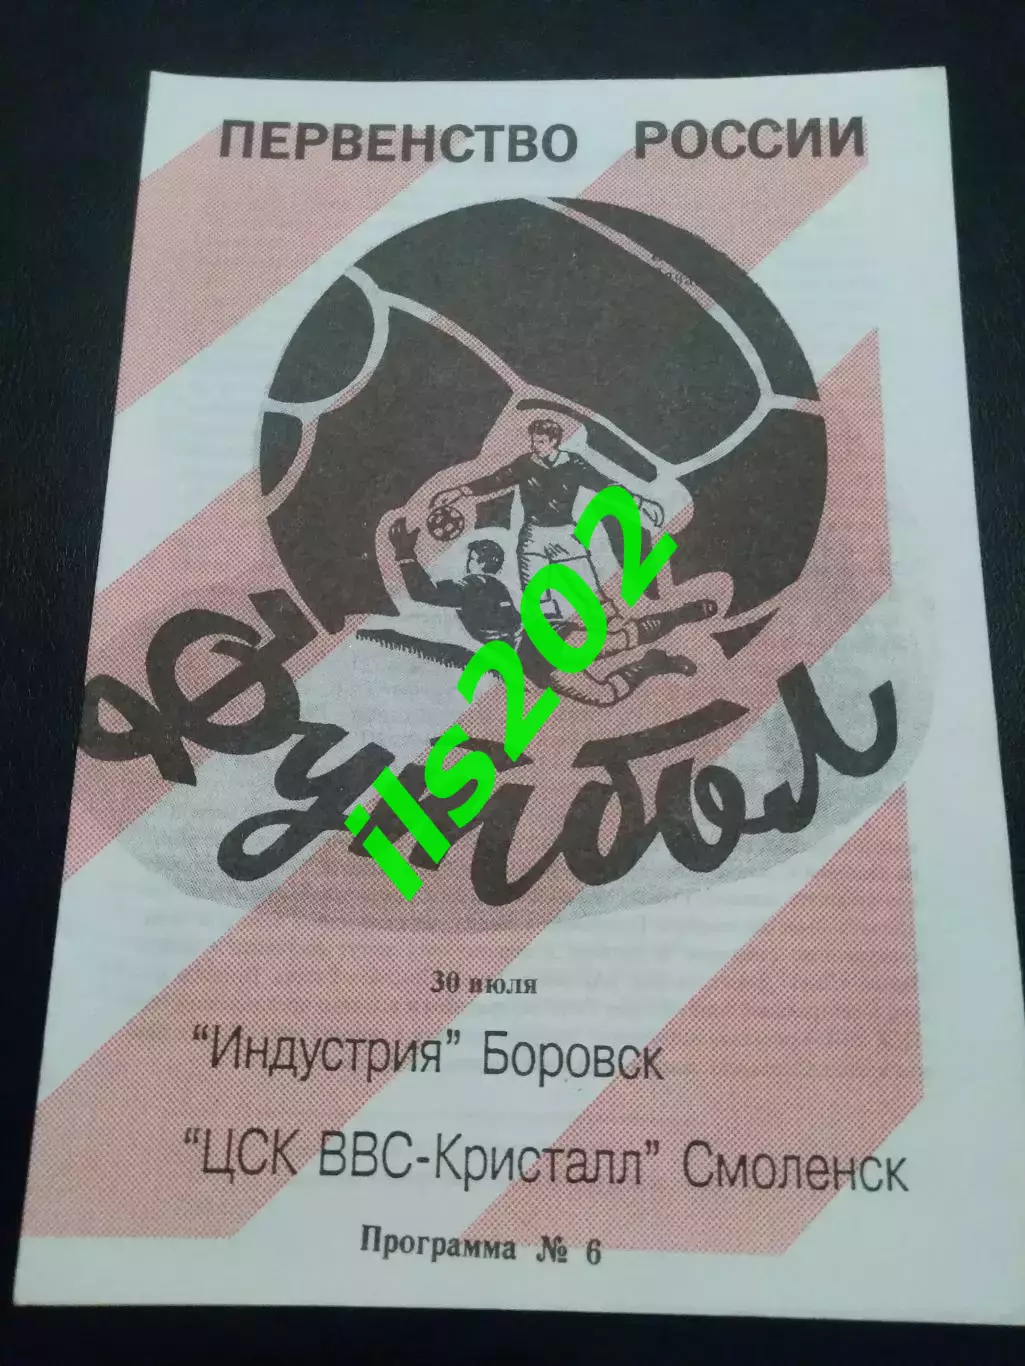 ПЕРВЕНСТВО РОССИИ
Футбол
ils202
30 июля
"Индустрия" Боровск
"ЦСК ВВС-Кристалл" Смоленск
Программа № 6